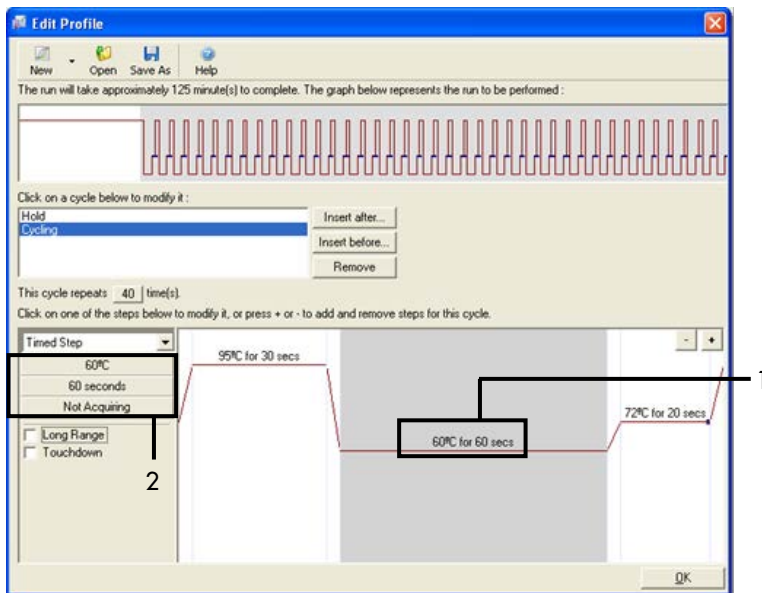 Edit Profile
New Open Save As Help
The run will take approximately 125 minute(s) to complete. The graph below represents the run to be performed :
Click on a cycle below to modify it :
Hold
Cycling
Insert after...
Insert before...
Remove
This cycle repeats 40 time(s).
Click on one of the steps below to modify it, or press + or - to add and remove steps for this cycle.
Timed Step
60ºC
60 seconds
Not Acquiring
Long Range
Touchdown
2
95ºC for 30 secs
60ºC for 60 secs
72ºC for 20 secs
- +
1
OK